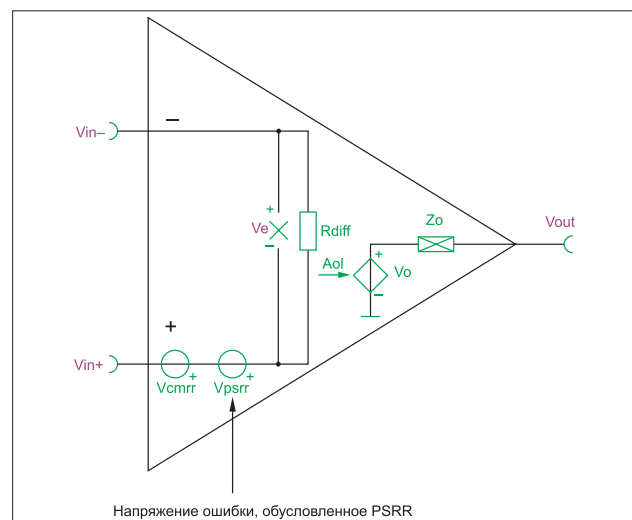 Vin–
–
+
Ve
–
Rdiff
Zo
Vout
Aol
+
Vo
–
+
Vin+
+
+
Vcmrr
Vpsrr
Напряжение ошибки, обусловленное PSRR